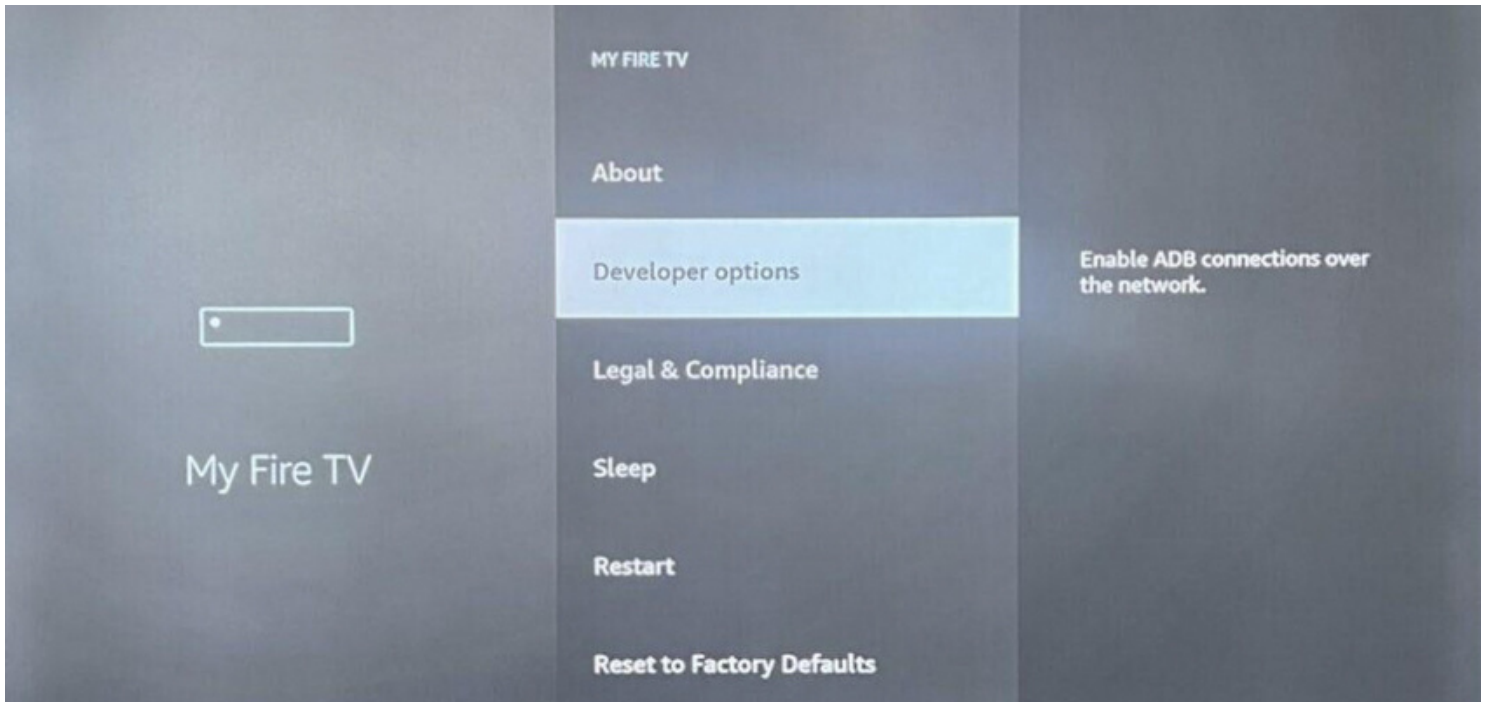 MY FIRE TV
About
Developer options
Enable ADB connections over
the network.
Legal & Compliance
My Fire TV
Sleep
Restart
Reset to Factory Defaults